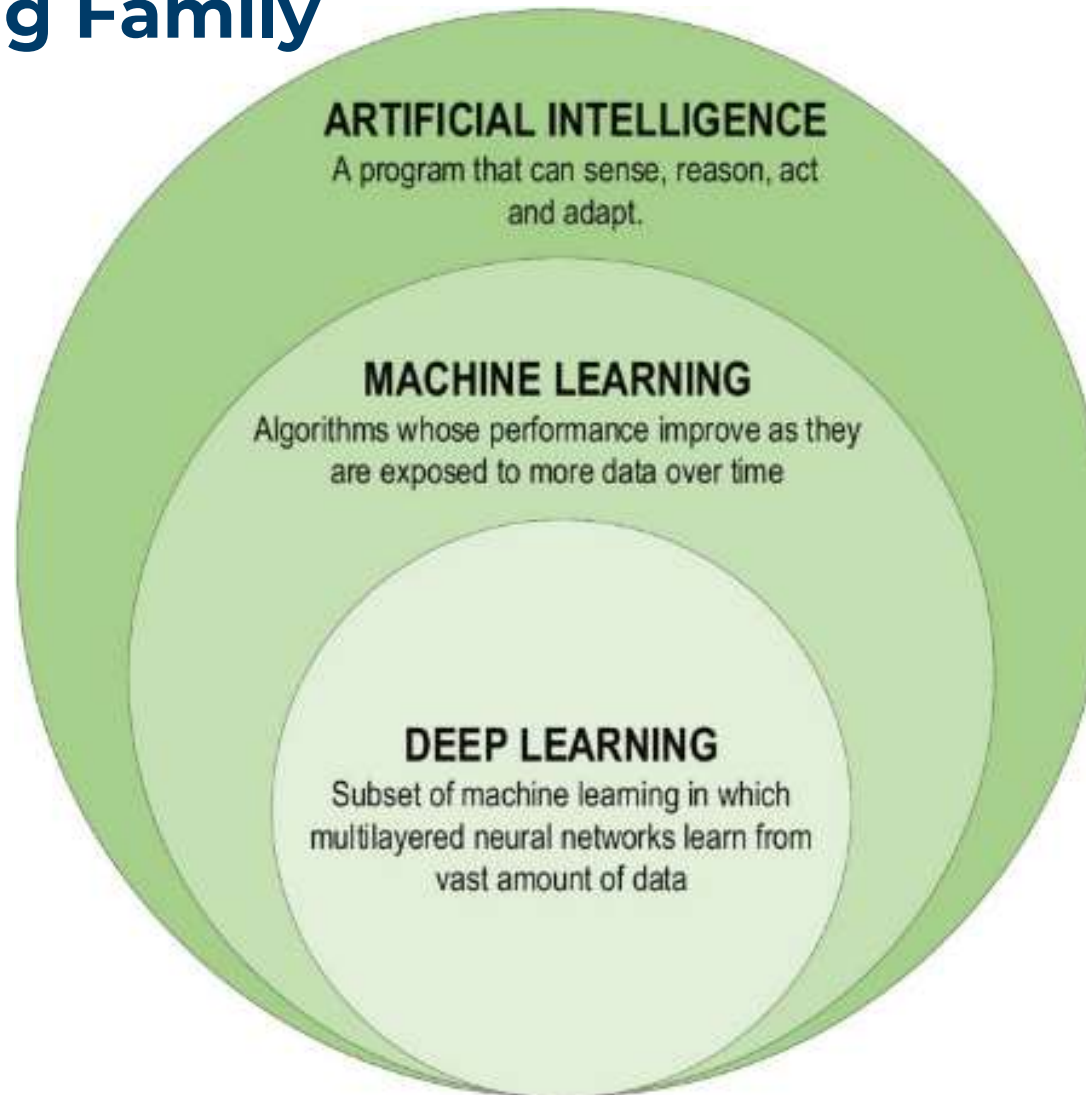 g Family
ARTIFICIAL INTELLIGENCE
A program that can sense, reason, act
and adapt.
MACHINE LEARNING
Algorithms whose performance improve as they
are exposed to more data over time
DEEP LEARNING
Subset of machine learning in which
multilayered neural networks learn from
vast amount of data